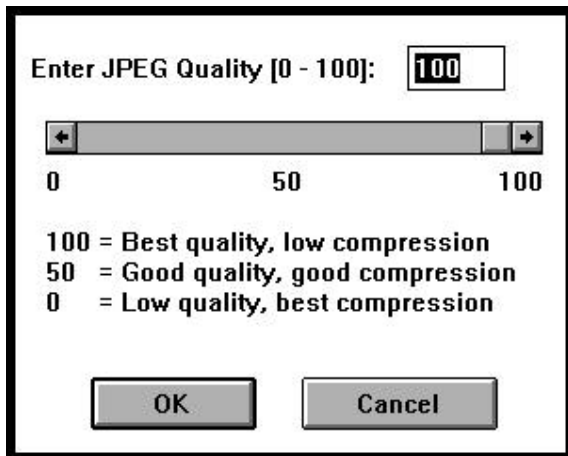 Enter JPEG Quality [0 - 100]: 100
0 50 100
100 = Best quality, low compression
50 = Good quality, good compression
0 = Low quality, best compression
OK Cancel